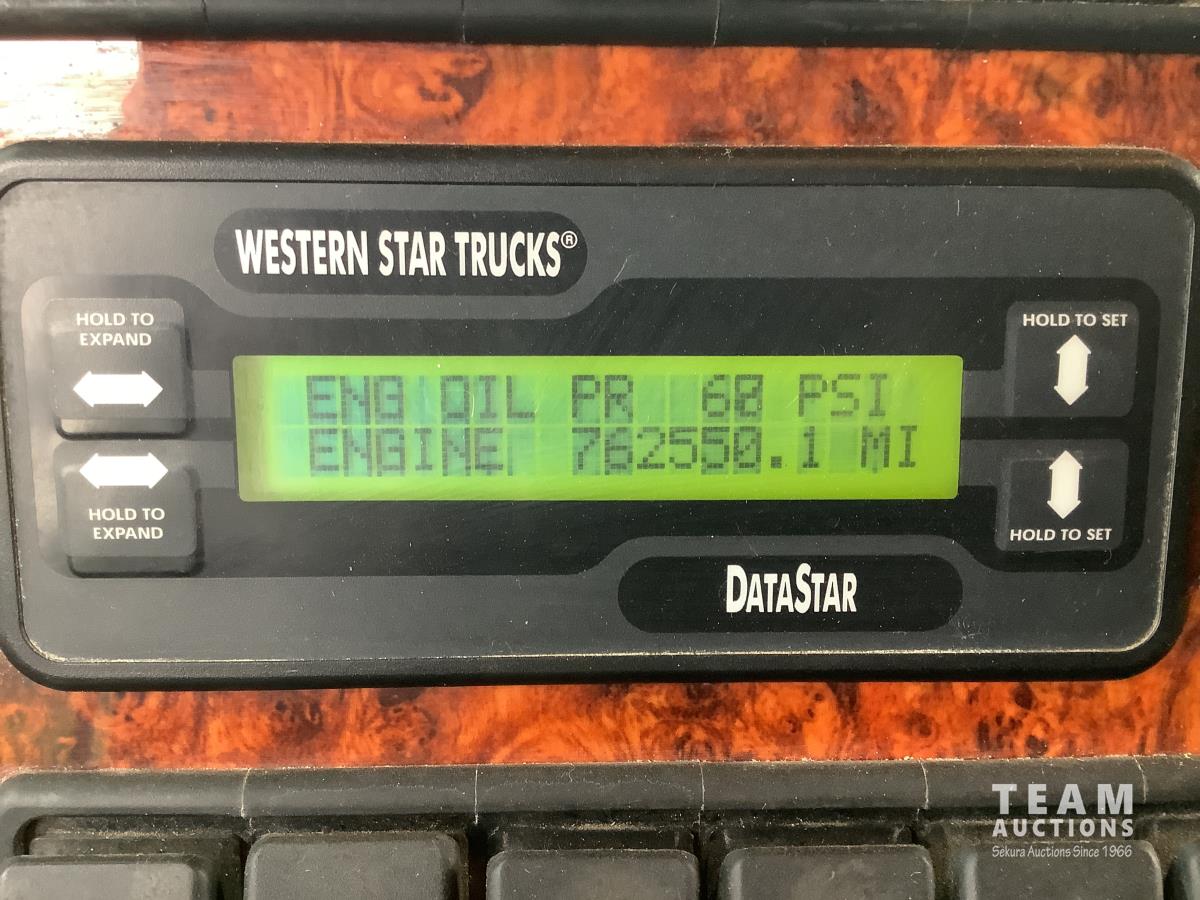 WESTERN STAR TRUCKS®
HOLD TO
EXPAND
HOLD TO SET
ENG OIL PR 60 PSI
ENGINE 762550.1 MI
HOLD TO
EXPAND
HOLD TO SET
DATASTAR
TEAM
AUCTIONS
Sekura Auctions Since 1966